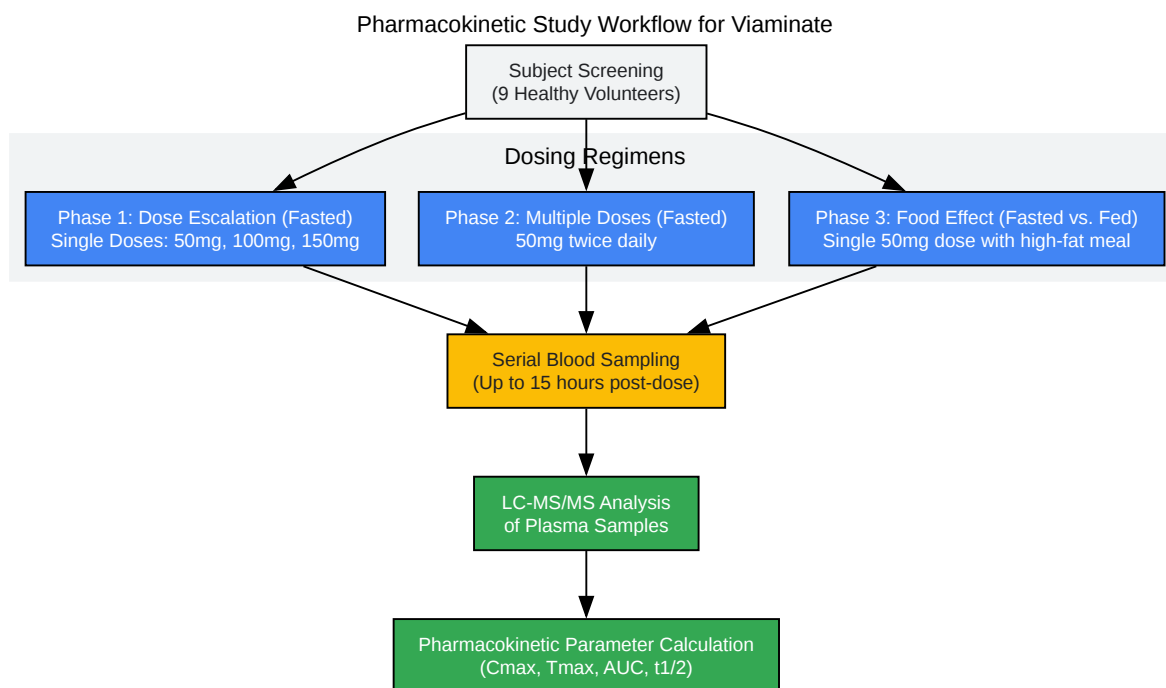 Pharmacokinetic Study Workflow for Viaminate
Subject Screening
(9 Healthy Volunteers)
Dosing Regimens
Phase 1: Dose Escalation (Fasted)
Single Doses: 50mg, 100mg, 150mg
Phase 2: Multiple Doses (Fasted)
50mg twice daily
Phase 3: Food Effect (Fasted vs. Fed)
Single 50mg dose with high-fat meal
Serial Blood Sampling
(Up to 15 hours post-dose)
LC-MS/MS Analysis
of Plasma Samples
Pharmacokinetic Parameter Calculation
(Cmax, Tmax, AUC, t1/2)